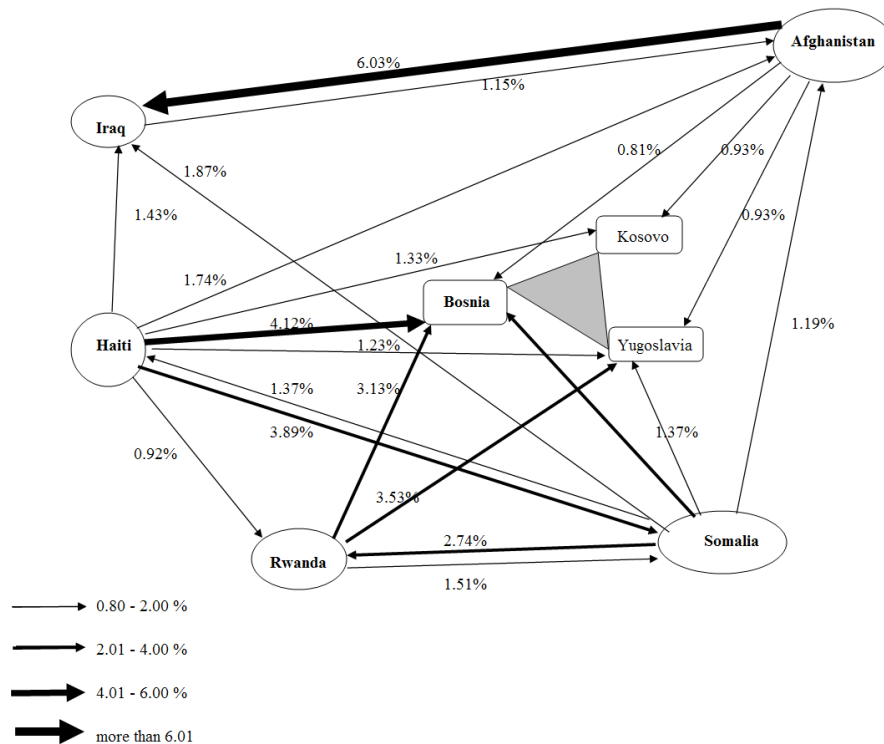 Afghanistan
6.03%
1.15%
Iraq
1.87%
0.81%
0.93%
1.43%
0.93%
Kosovo
1.33%
1.74%
Bosnia
4.12%
1.19%
Haiti
1.23%
Yugoslavia
1.37%
3.13%
3.89%
1.37%
0.92%
3.53%
2.74%
Somalia
Rwanda
1.51%
0.80 - 2.00 %
2.01 - 4.00 %
4.01 - 6.00 %
more than 6.01